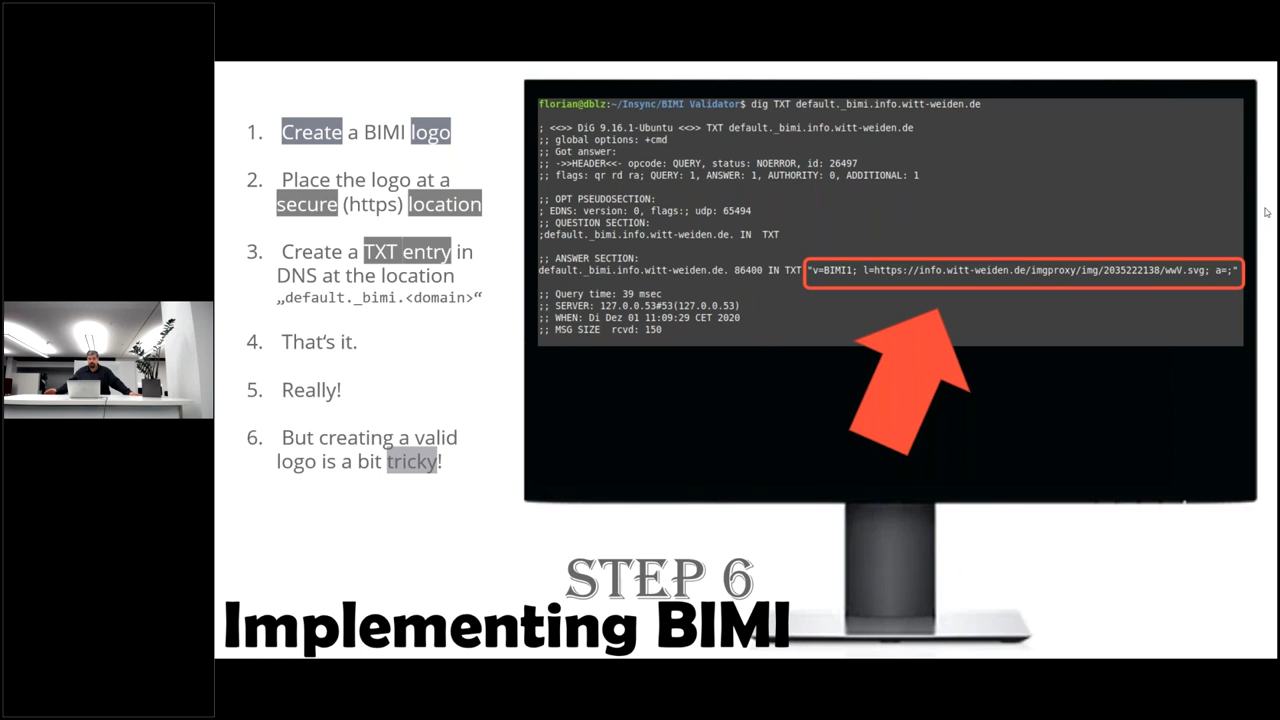 1. Create a BIMI logo
2. Place the logo at a
secure (https) location
3. Create a TXT entry in
DNS at the location
„default._bimi.<domain>“
4. That‘s it.
5. Really!
6. But creating a valid
logo is a bit tricky!
florian@dblz:~/Insync/BIMI Validator$ dig TXT default._bimi.info.witt-weiden.de
; <<>> DiG 9.16.1-Ubuntu <<>> TXT default._bimi.info.witt-weiden.de
;; global options: +cmd
;; Got answer:
;; ->>HEADER<<- opcode: QUERY, status: NOERROR, id: 26497
;; flags: qr rd ra; QUERY: 1, ANSWER: 1, AUTHORITY: 0, ADDITIONAL: 1
;; OPT PSEUDOSECTION:
; EDNS: version: 0, flags:; udp: 65494
;; QUESTION SECTION:
;default._bimi.info.witt-weiden.de. IN TXT
;; ANSWER SECTION:
default._bimi.info.witt-weiden.de. 86400 IN TXT "v=BIMI1; l=https://info.witt-weiden.de/imgproxy/img/2035222138/wwV.svg; a=;"
;; Query time: 39 msec
;; SERVER: 127.0.0.53#53(127.0.0.53)
;; WHEN: Di Dez 01 11:09:29 CET 2020
;; MSG SIZE rcvd: 150
STEP 6
Implementing BIMI